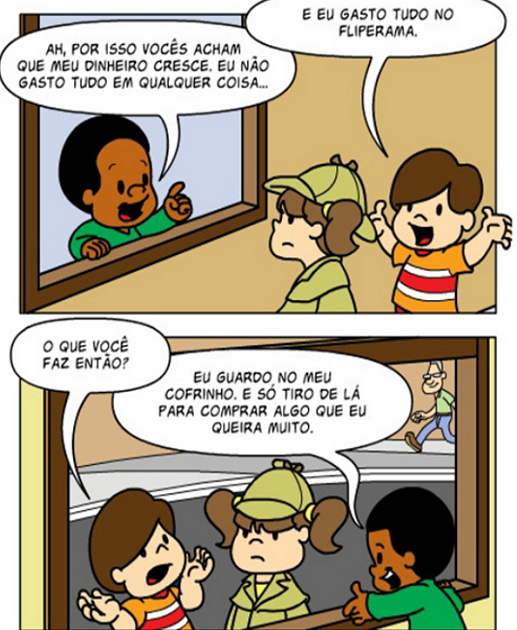 E EU GASTO TUDO NO
FLIPERAMA.
AH, POR ISSO VOCÊS ACHAM
QUE MEU DINHEIRO CRESCE. EU NÃO
GASTO TUDO EM QUALQUER COISA...
O QUE VOCÊ
FAZ ENTÃO?
EU GUARDO NO MEU
COFRINHO. E SÓ TIRO DE LÁ
PARA COMPRAR ALGO QUE EU
QUEIRA MUITO.